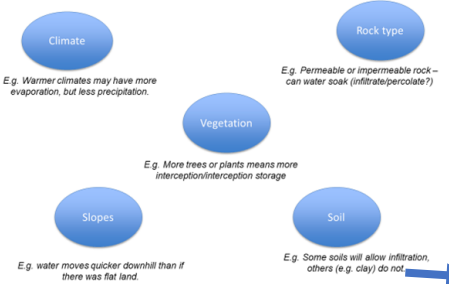 Climate
E.g. Warmer climates may have more
evaporation, but less precipitation.
Rock type
E.g. Permeable or impermeable rock –
can water soak (infiltrate/percolate?)
Vegetation
E.g. More trees or plants means more
interception/interception storage
Slopes
E.g. water moves quicker downhill than if
there was flat land.
Soil
E.g. Some soils will allow infiltration,
others (e.g. clay) do not.